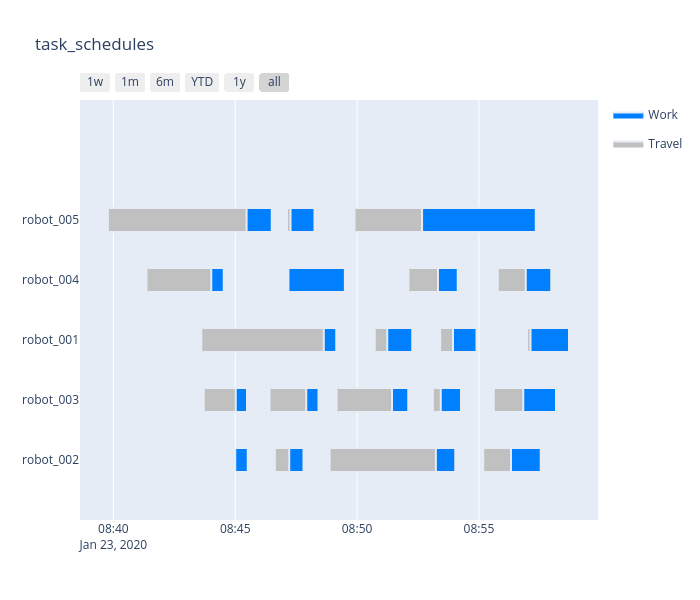 task_schedules
1w 1m 6m YTD 1y all
Work
Travel
robot_005
robot_004
robot_001
robot_003
robot_002
08:40 08:45 08:50 08:55
Jan 23, 2020